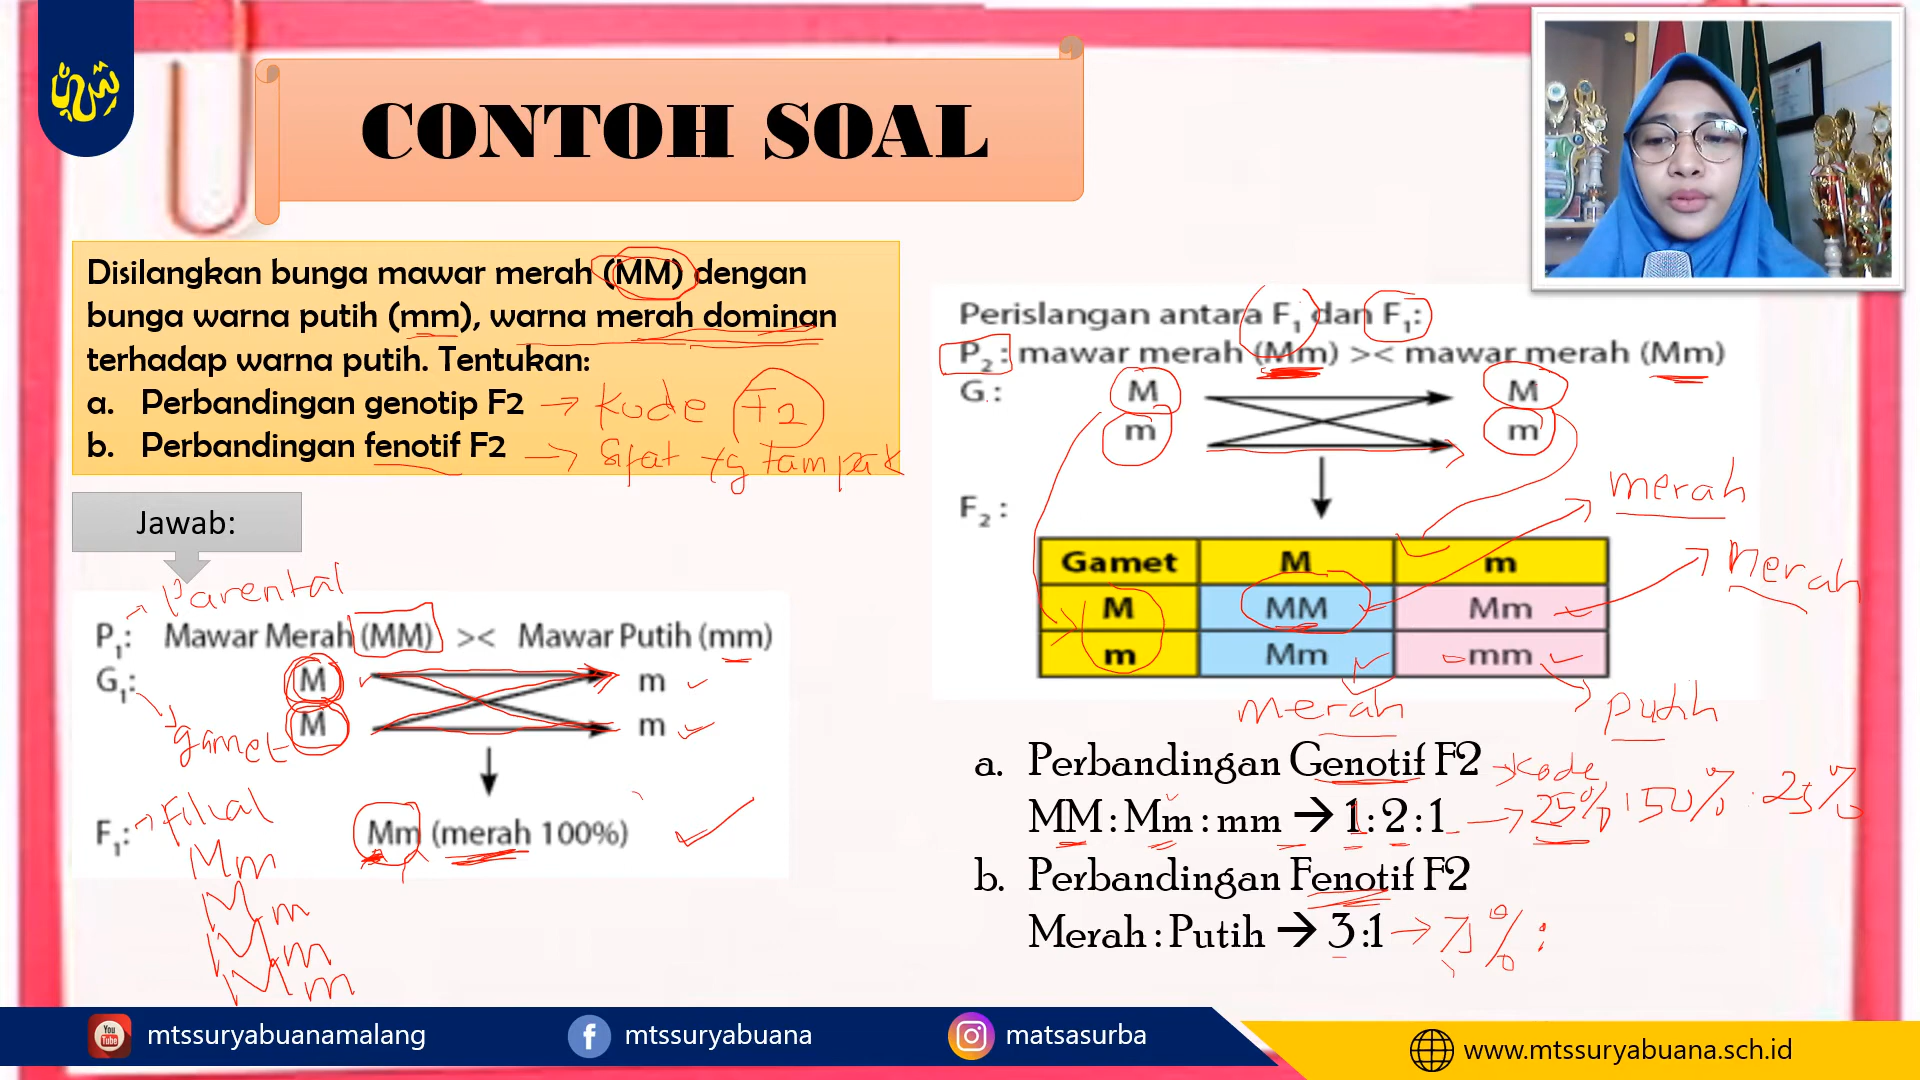 CONTOH SOAL
Disilangkan bunga mawar merah (MM) dengan
bunga warna putih (mm), warna merah dominan
terhadap warna putih. Tentukan:
a. Perbandingan genotip F2 → kode F2
b. Perbandingan fenotif F2 → Sifat yg tampak
Jawab:
Parental
P₁: Mawar Merah (MM) >< Mawar Putih (mm)
G₁: M m
M m
gamet
Filial
F₁: Mm (merah 100%)
Mm
Mm
Mm
Mm
Perislangan antara F₁ dan F₁:
P₂: mawar merah (Mm) >< mawar merah (Mm)
G: M M
m m
F₂:
merah
merah
Gamet M m
M MM Mm
m Mm mm
merah putih
a. Perbandingan Genotif F2 → kode
MM : Mm : mm → 1 : 2 : 1 → 25% : 50% : 25%
b. Perbandingan Fenotif F2
Merah : Putih → 3 :1 → 75% :
You Tube mtssuryabuanamalang
f mtssuryabuana
matsasurba
www.mtssuryabuana.sch.id